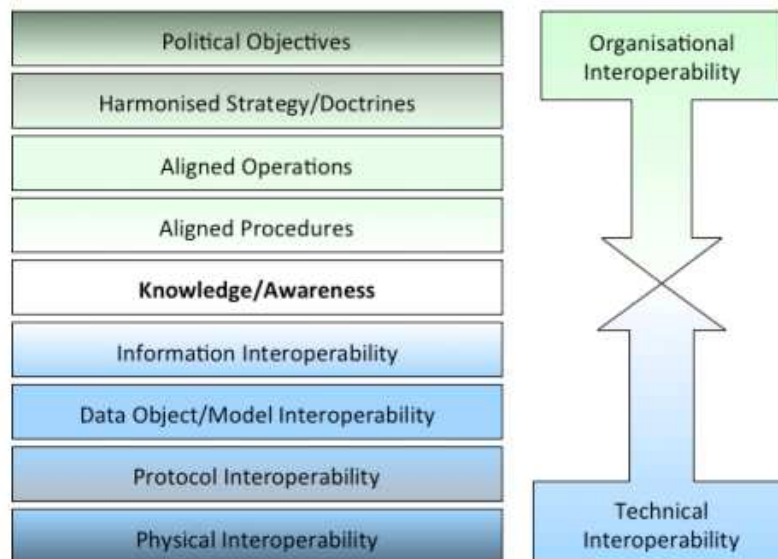 Political Objectives
Harmonised Strategy/Doctrines
Aligned Operations
Aligned Procedures
Knowledge/Awareness
Information Interoperability
Data Object/Model Interoperability
Protocol Interoperability
Physical Interoperability
Organisational
Interoperability
Technical
Interoperability